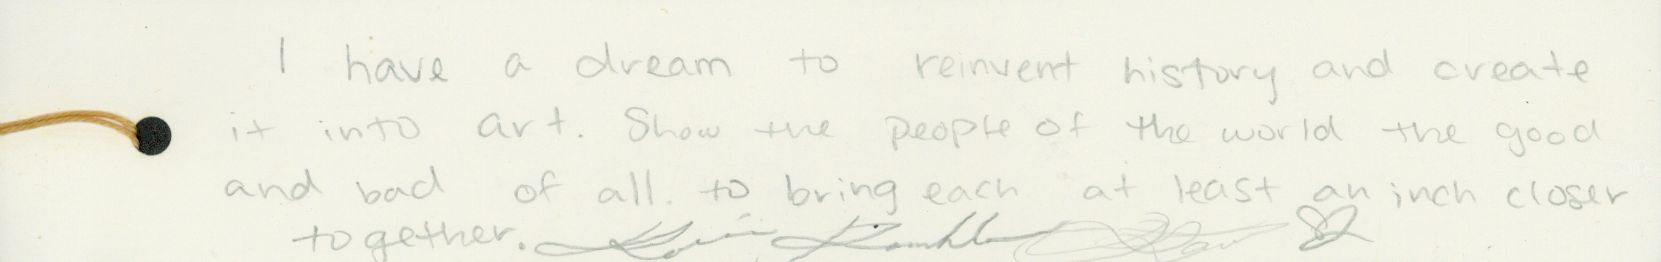 I have a dream to reinvent history and create
it into art. Show the people of the world the good
and bad of all. to bring each at least an inch closer
together.